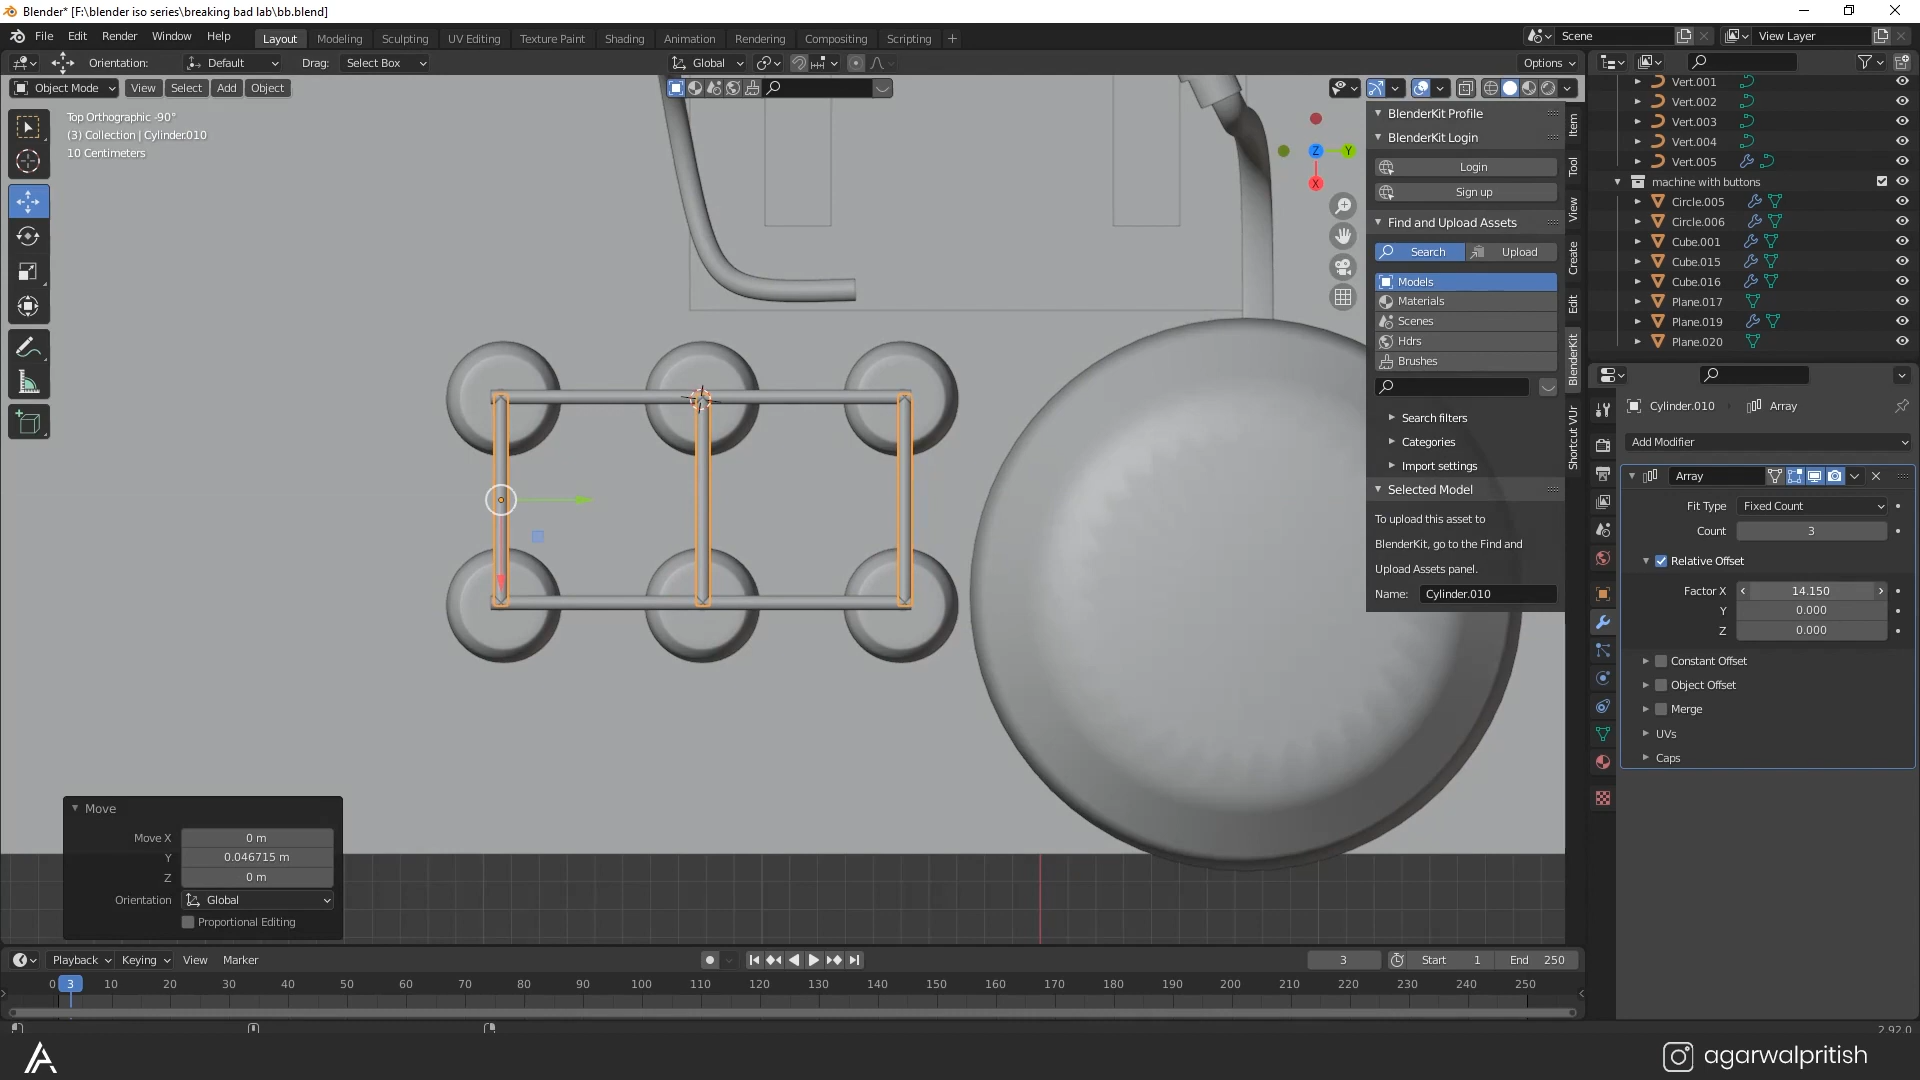 Blender* [F:\blender iso series\breaking bad lab\bb.blend]
File Edit Render Window Help Layout Modeling Sculpting UV Editing Texture Paint Shading Animation Rendering Compositing Scripting + Scene View Layer
Orientation: Default Drag: Select Box Global Options
Object Mode View Select Add Object
Top Orthographic -90°
(3) Collection | Cylinder.010
10 Centimeters
Z Y X
BlenderKit Profile
BlenderKit Login
Login
Sign up
Find and Upload Assets
Search Upload
Models
Materials
Scenes
Hdrs
Brushes
Search filters
Categories
Import settings
Selected Model
To upload this asset to
BlenderKit, go to the Find and
Upload Assets panel.
Name: Cylinder.010
Item
Tool
View
Create
Edit
BlenderKit
Shortcut VUr
Vert.001
Vert.002
Vert.003
Vert.004
Vert.005
machine with buttons
Circle.005
Circle.006
Cube.001
Cube.015
Cube.016
Plane.017
Plane.019
Plane.020
Cylinder.010 Array
Add Modifier
Array
Fit Type Fixed Count
Count 3
Relative Offset
Factor X 14.150
Y 0.000
Z 0.000
Constant Offset
Object Offset
Merge
UVs
Caps
Move
Move X 0 m
Y 0.046715 m
Z 0 m
Orientation Global
Proportional Editing
Playback Keying View Marker 3 Start 1 End 250
0 3 10 20 30 40 50 60 70 80 90 100 110 120 130 140 150 160 170 180 190 200 210 220 230 240 250
2.92.0
agarwalpritish